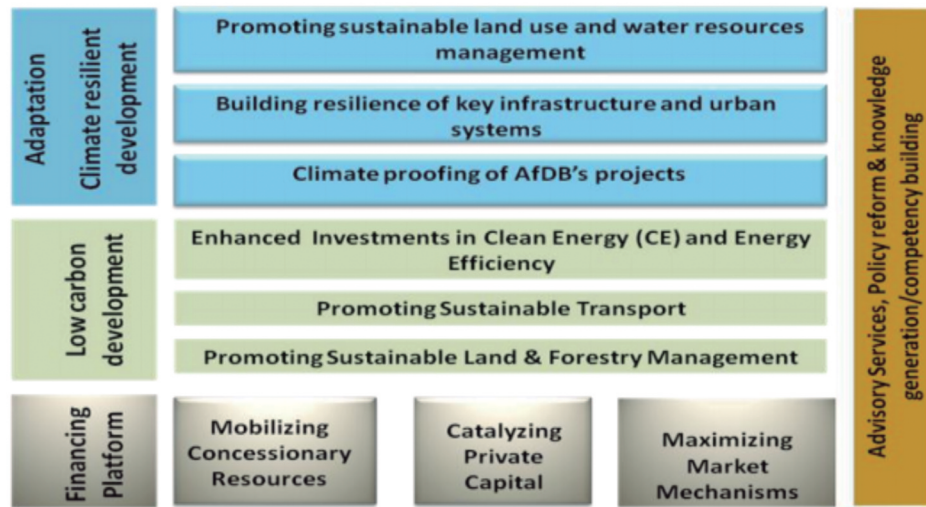 Adaptation
Climate resilient
development
Promoting sustainable land use and water resources
management
Building resilience of key infrastructure and urban
systems
Climate proofing of AfDB's projects
Low carbon
development
Enhanced Investments in Clean Energy (CE) and Energy
Efficiency
Promoting Sustainable Transport
Promoting Sustainable Land & Forestry Management
Financing
Platform
Mobilizing
Concessionary
Resources
Catalyzing
Private
Capital
Maximizing
Market
Mechanisms
Advisory Services, Policy reform & knowledge
generation/competency building